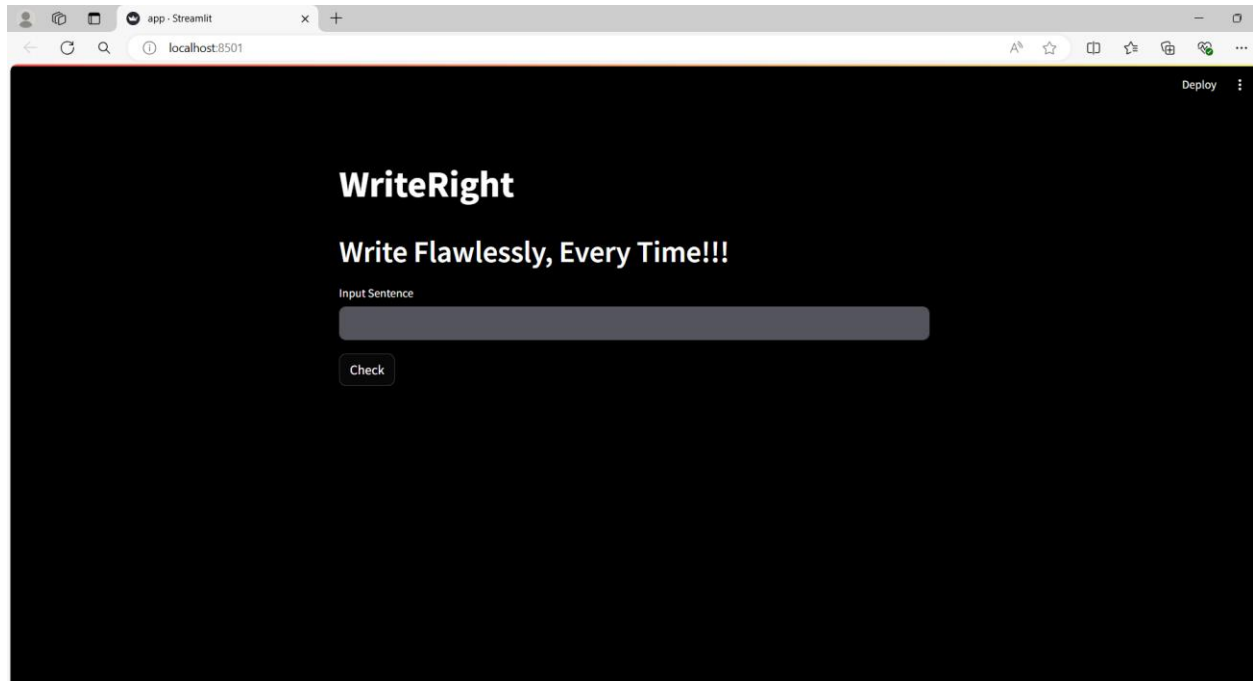 app · Streamlit
localhost:8501
Deploy
WriteRight
Write Flawlessly, Every Time!!!
Input Sentence
Check